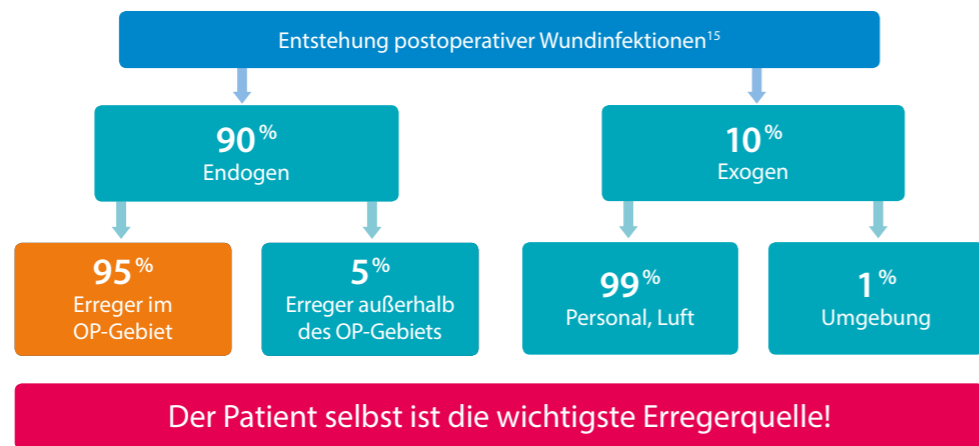 Entstehung postoperativer Wundinfektionen¹⁵
90 %
Endogen
10 %
Exogen
95 %
Erreger im
OP-Gebiet
5 %
Erreger außerhalb
des OP-Gebiets
99 %
Personal, Luft
1 %
Umgebung
Der Patient selbst ist die wichtigste Erregerquelle!